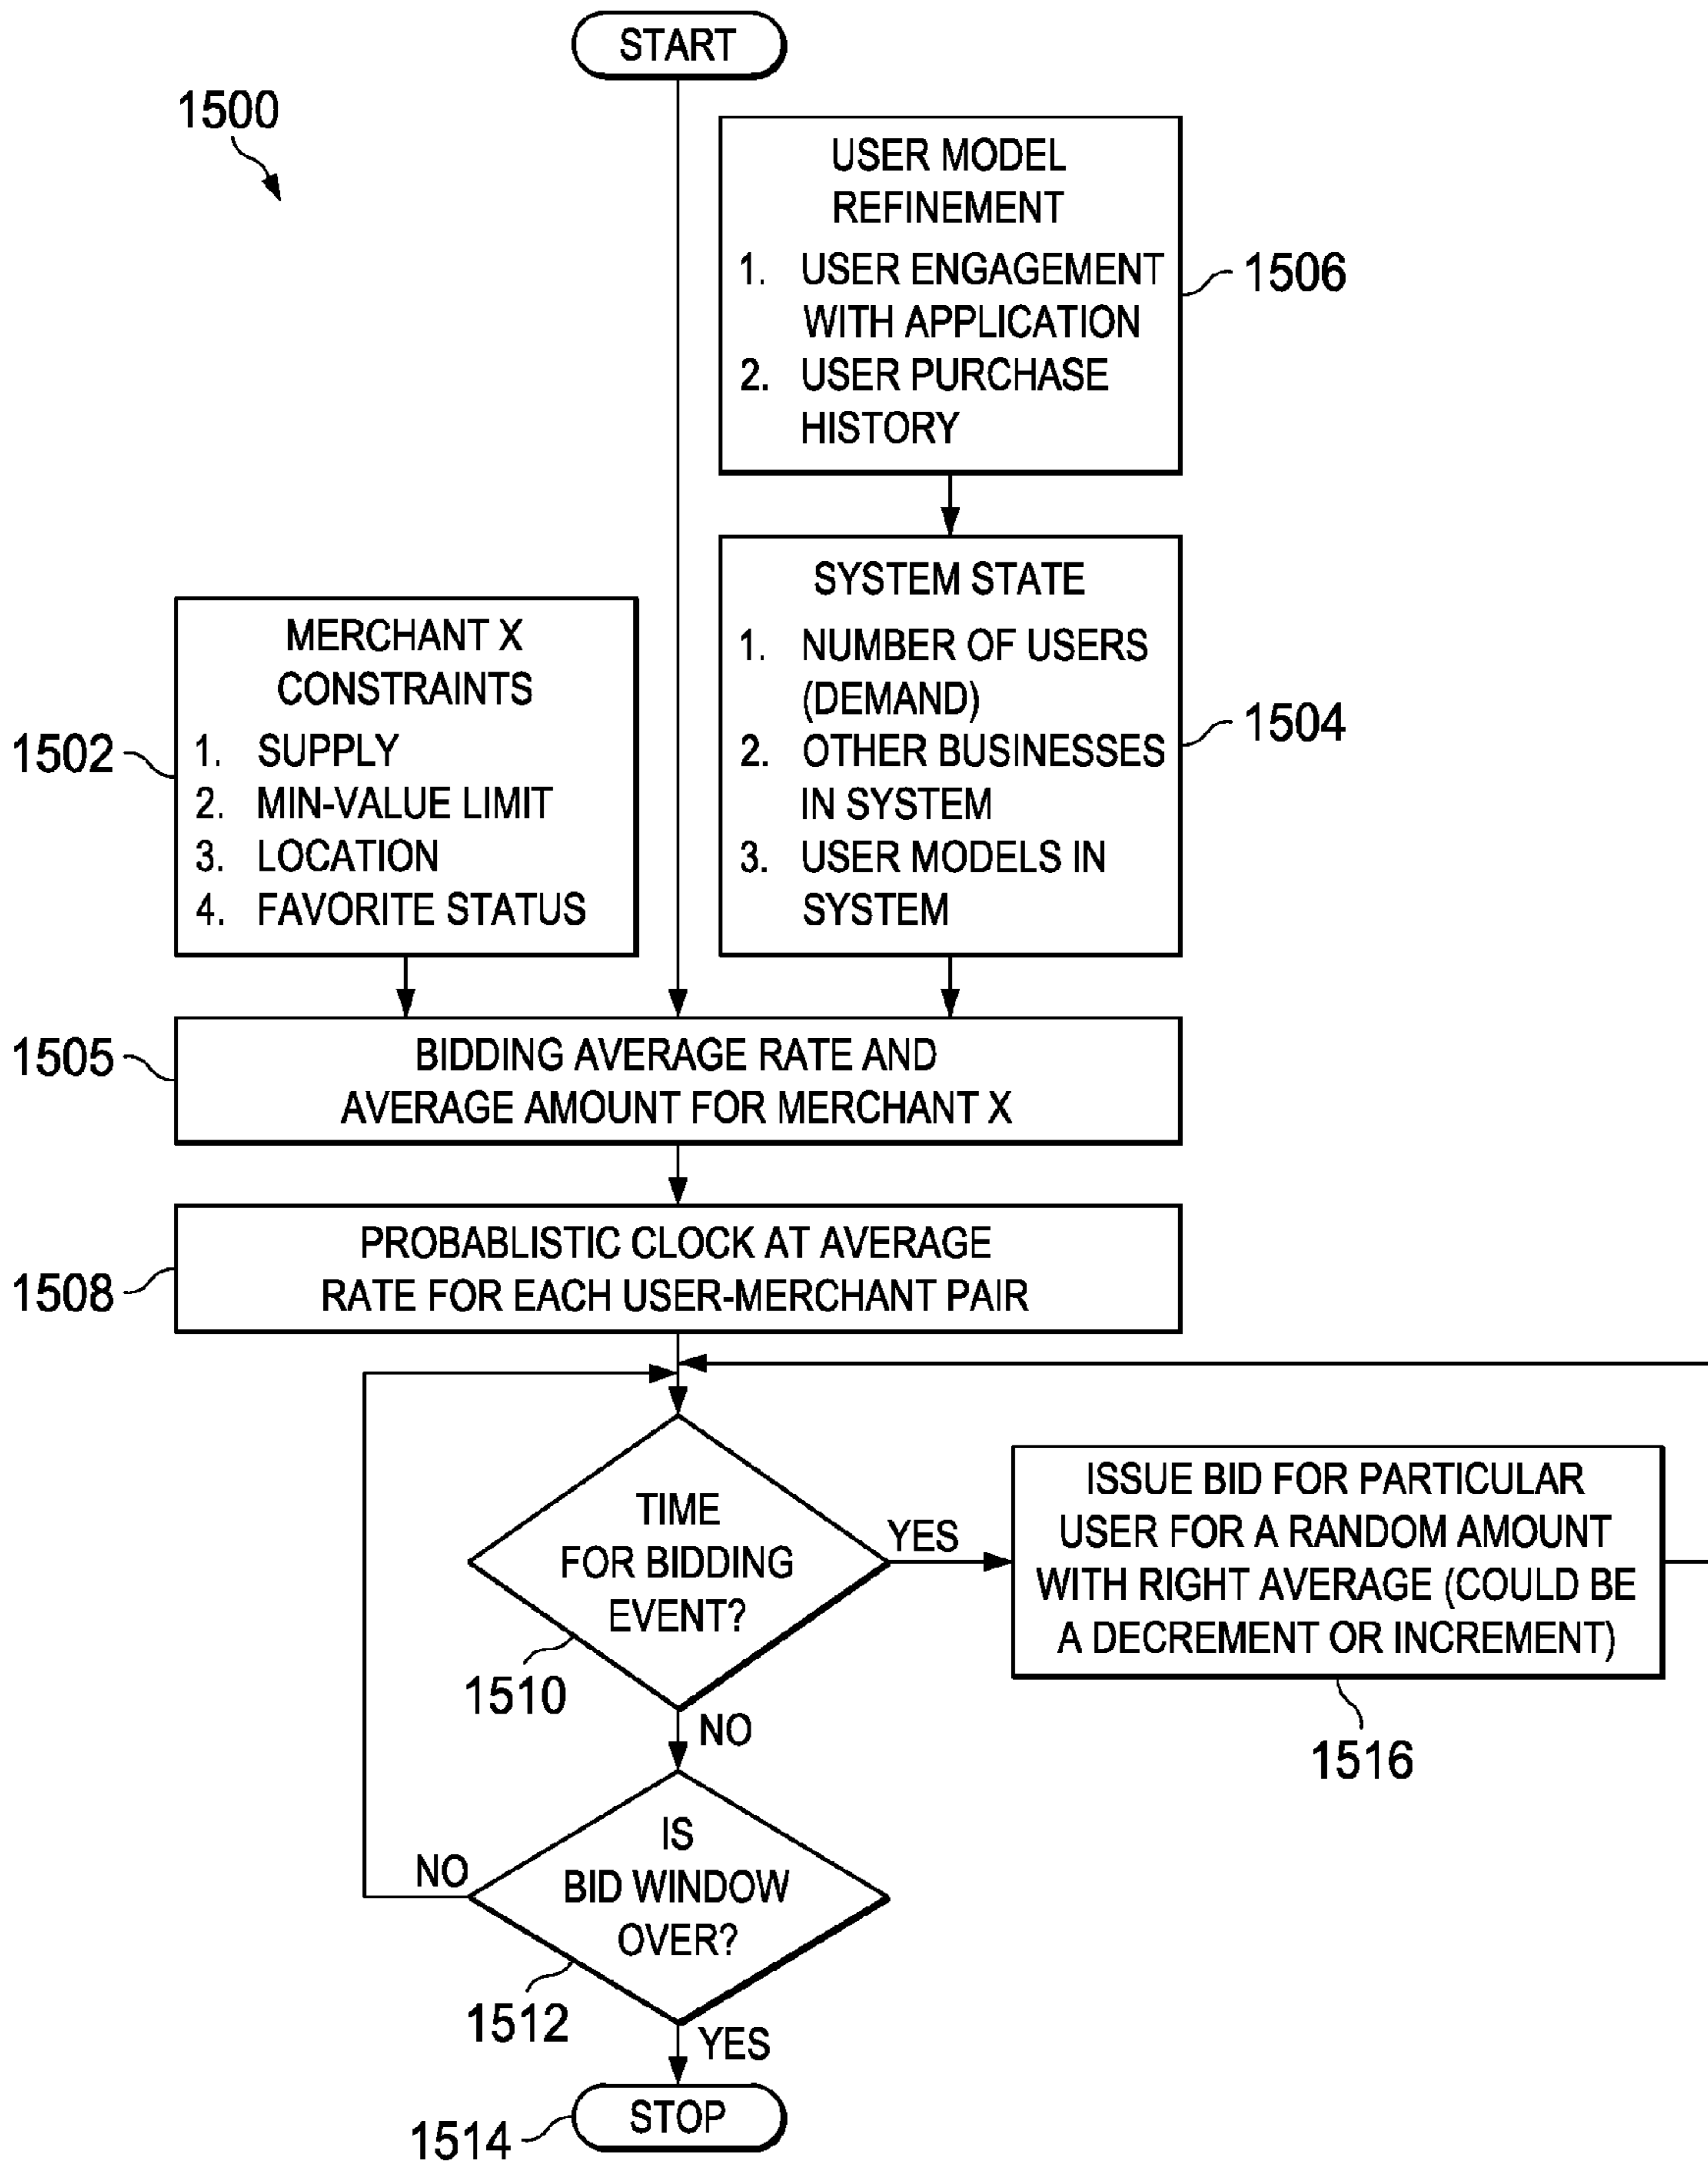 START
1500
USER MODEL
REFINEMENT
1. USER ENGAGEMENT
WITH APPLICATION
2. USER PURCHASE
HISTORY
1506
SYSTEM STATE
1. NUMBER OF USERS
(DEMAND)
2. OTHER BUSINESSES
IN SYSTEM
3. USER MODELS IN
SYSTEM
1504
MERCHANT X
CONSTRAINTS
1. SUPPLY
2. MIN-VALUE LIMIT
3. LOCATION
4. FAVORITE STATUS
1502
BIDDING AVERAGE RATE AND
AVERAGE AMOUNT FOR MERCHANT X
1505
PROBABLISTIC CLOCK AT AVERAGE
RATE FOR EACH USER-MERCHANT PAIR
1508
TIME
FOR BIDDING
EVENT?
1510
YES
ISSUE BID FOR PARTICULAR
USER FOR A RANDOM AMOUNT
WITH RIGHT AVERAGE (COULD BE
A DECREMENT OR INCREMENT)
1516
NO
IS
BID WINDOW
OVER?
NO
1512
YES
STOP
1514